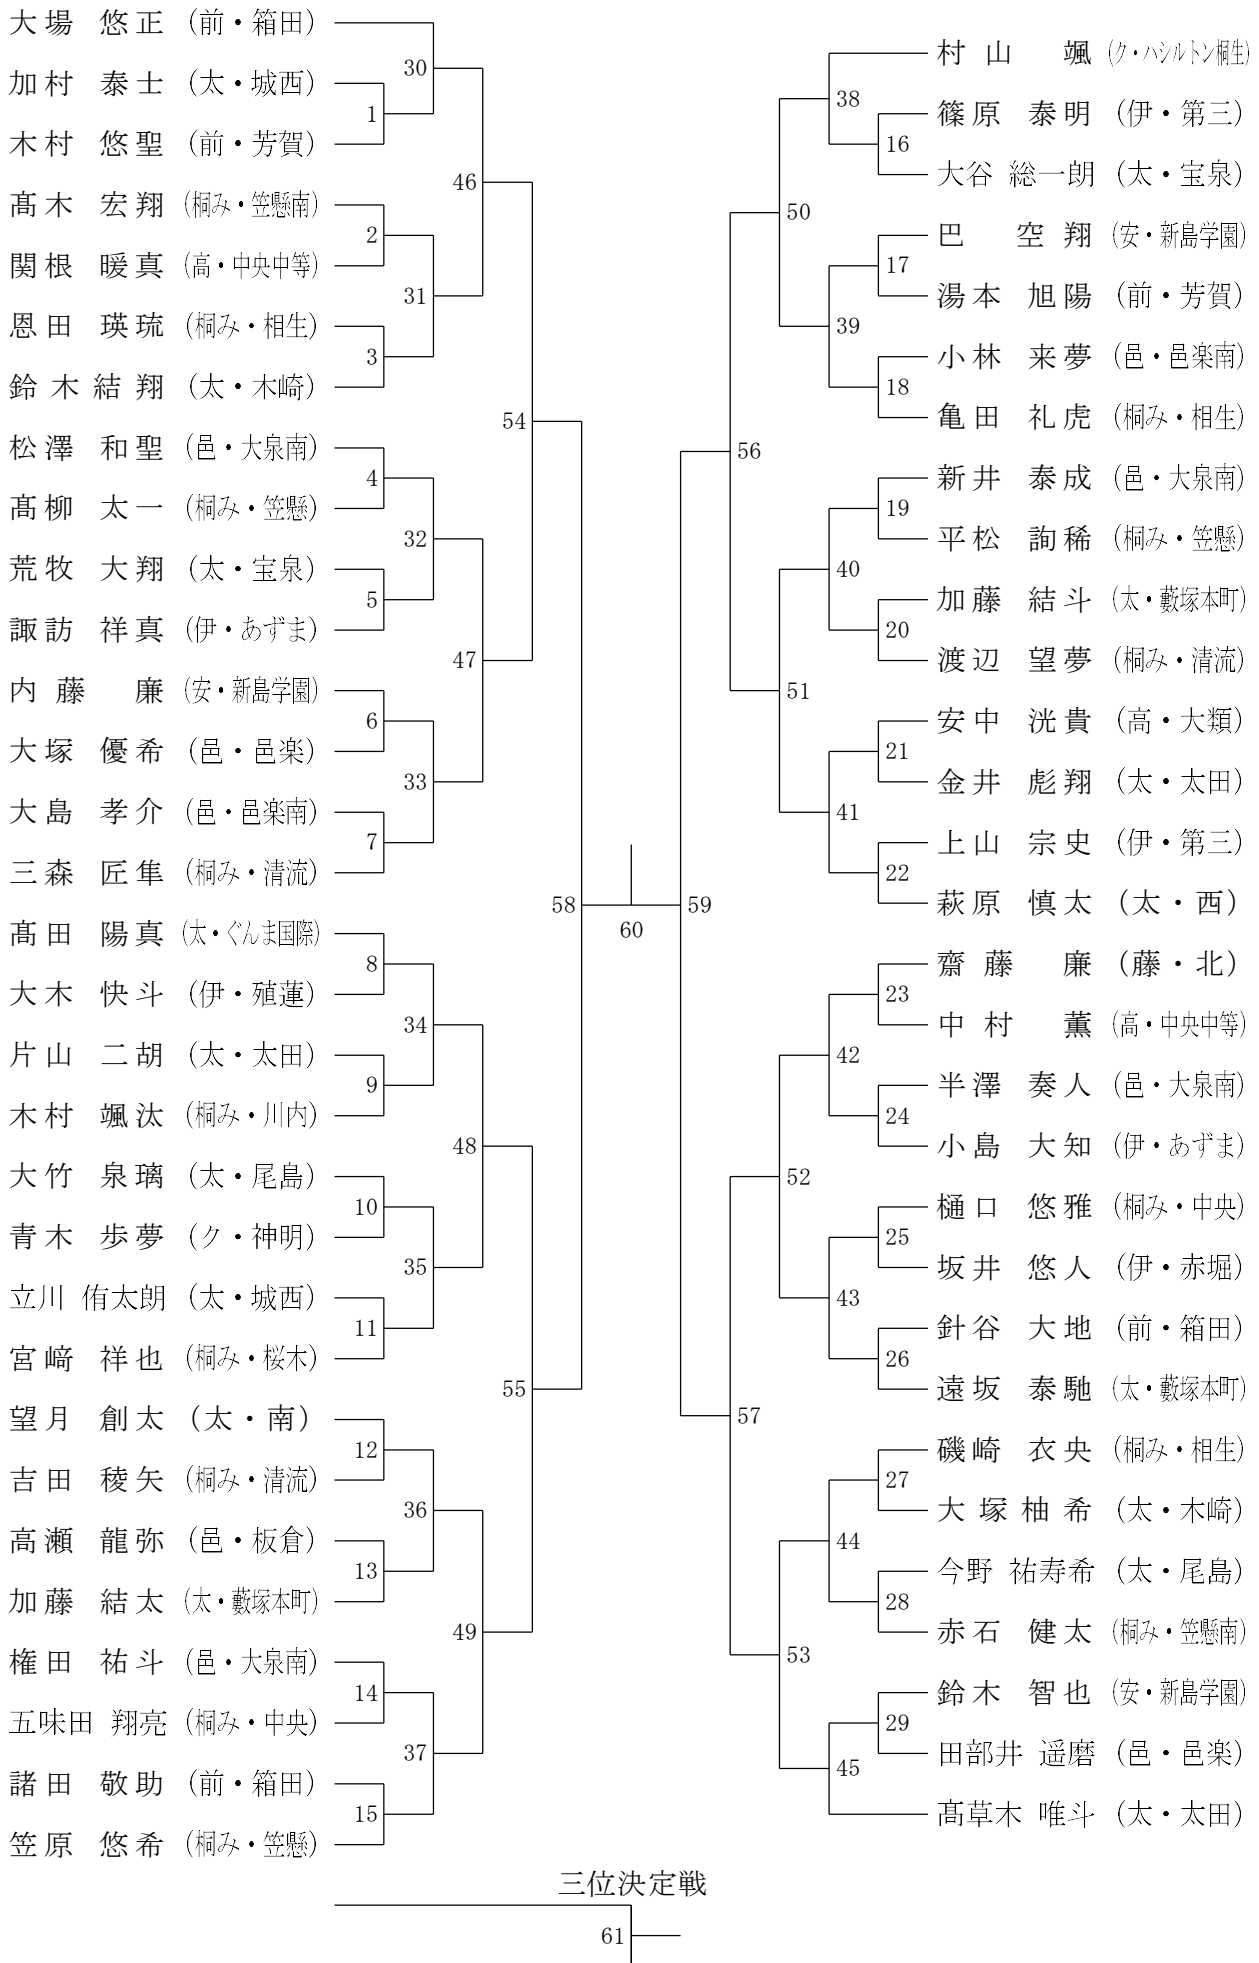 大場 悠正 (前・箱田)
加村 泰士 (太・城西)
木村 悠聖 (前・芳賀)
髙木 宏翔 (桐み・笠懸南)
関根 暖真 (高・中央中等)
恩田 瑛琉 (桐み・相生)
鈴木結翔 (太・木崎)
松澤 和聖 (邑・大泉南)
髙柳 太一 (桐み・笠懸)
荒牧 大翔 (太・宝泉)
諏訪 祥真 (伊・あずま)
内藤 廉 (安・新島学園)
大塚 優希 (邑・邑楽)
大島 孝介 (邑・邑楽南)
三森 匠隼 (桐み・清流)
髙田 陽真 (太・ぐんま国際)
大木 快斗 (伊・殖蓮)
片山 二胡 (太・太田)
木村 颯汰 (桐み・川内)
大竹 泉璃 (太・尾島)
青木 歩夢 (ク・神明)
立川 侑太朗 (太・城西)
宮﨑 祥也 (桐み・桜木)
望月 創太 (太・南)
吉田 稜矢 (桐み・清流)
高瀬 龍弥 (邑・板倉)
加藤 結太 (太・藪塚本町)
権田 祐斗 (邑・大泉南)
五味田 翔亮 (桐み・中央)
諸田 敬助 (前・箱田)
笠原 悠希 (桐み・笠懸)
1
2
3
4
5
6
7
8
9
10
11
12
13
14
15
30
31
32
33
34
35
36
37
46
47
48
49
54
55
58
60
59
56
57
50
51
52
53
38
39
40
41
42
43
44
45
16
17
18
19
20
21
22
23
24
25
26
27
28
29
村山 颯 (ク・ハシルトン桐生)
篠原 泰明 (伊・第三)
大谷 総一朗 (太・宝泉)
巴 空翔 (安・新島学園)
湯本 旭陽 (前・芳賀)
小林 来夢 (邑・邑楽南)
亀田 礼虎 (桐み・相生)
新井 泰成 (邑・大泉南)
平松 詢稀 (桐み・笠懸)
加藤 結斗 (太・藪塚本町)
渡辺 望夢 (桐み・清流)
安中 洸貴 (高・大類)
金井 彪翔 (太・太田)
上山 宗史 (伊・第三)
萩原 慎太 (太・西)
齋藤 廉 (藤・北)
中村 薫 (高・中央中等)
半澤 奏人 (邑・大泉南)
小島 大知 (伊・あずま)
樋口 悠雅 (桐み・中央)
坂井 悠人 (伊・赤堀)
針谷 大地 (前・箱田)
遠坂 泰馳 (太・藪塚本町)
磯崎 衣央 (桐み・相生)
大塚柚希 (太・木崎)
今野 祐寿希 (太・尾島)
赤石 健太 (桐み・笠懸南)
鈴木 智也 (安・新島学園)
田部井 遥磨 (邑・邑楽)
髙草木 唯斗 (太・太田)
三位決定戦
61